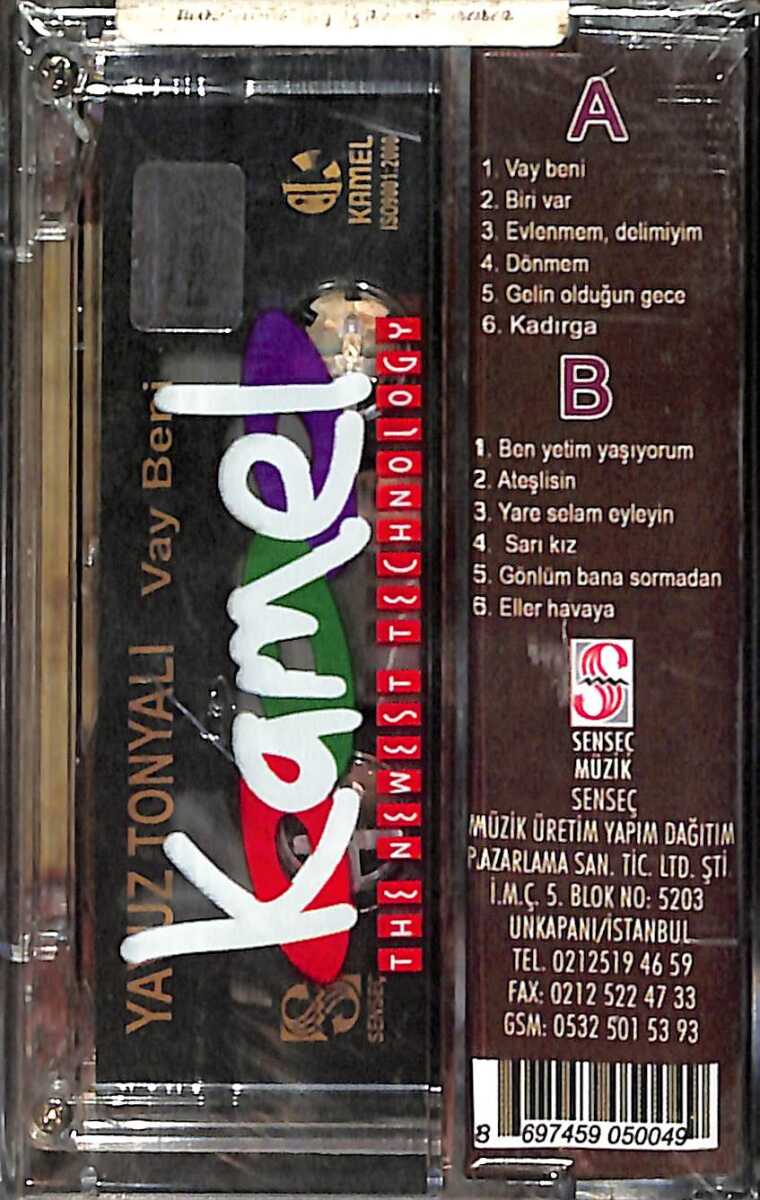 YAVUZ TONYALI Vay Beni
SENSEÇ
KAMEL
ISO9001:2000
Kamel
THE NEWEST TECHNOLOGY
A
1. Vay beni
2. Biri var
3. Evlenmem, delimiyim
4. Dönmem
5. Gelin olduğun gece
6. Kadırga
B
1. Ben yetim yaşıyorum
2. Ateşlisin
3. Yare selam eyleyin
4. Sarı kız
5. Gönlüm bana sormadan
6. Eller havaya
SENSEÇ
MÜZİK
SENSEÇ
MÜZİK ÜRETİM YAPIM DAĞITIM
PAZARLAMA SAN. TİC. LTD. ŞTİ.
İ.M.Ç. 5. BLOK NO: 5203
UNKAPANI/İSTANBUL
TEL. 0212519 46 59
FAX: 0212 522 47 33
GSM: 0532 501 53 93
8 697459 050049